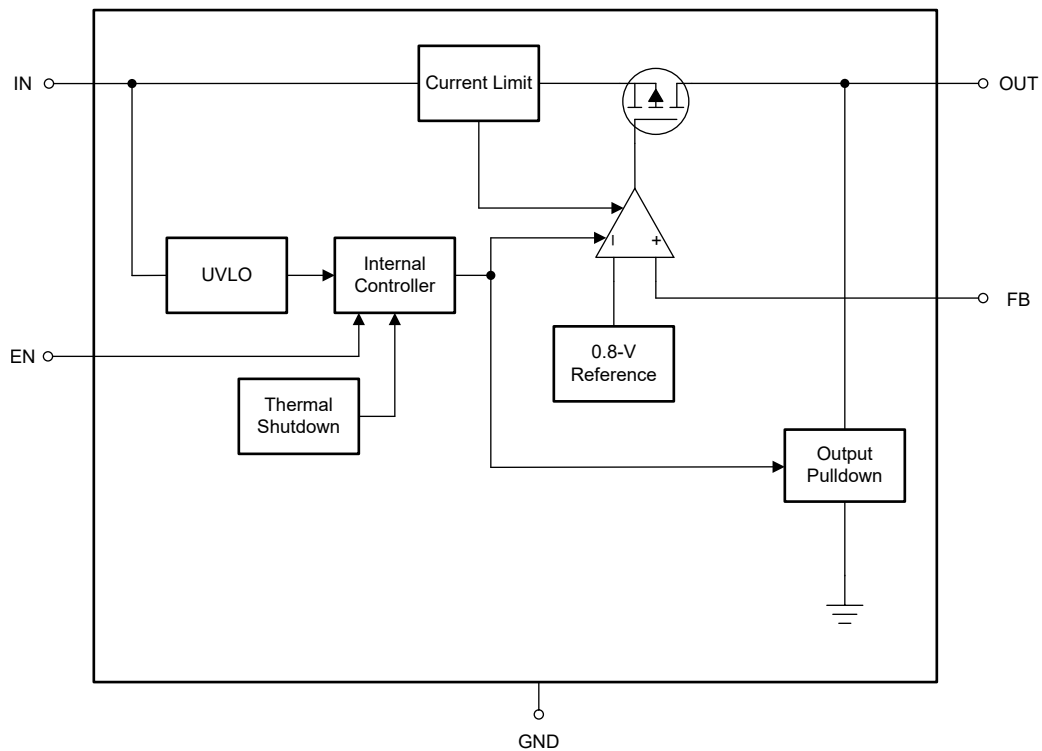 IN
Current Limit
OUT
UVLO
Internal
Controller
– +
FB
EN
0.8-V
Reference
Thermal
Shutdown
Output
Pulldown
GND